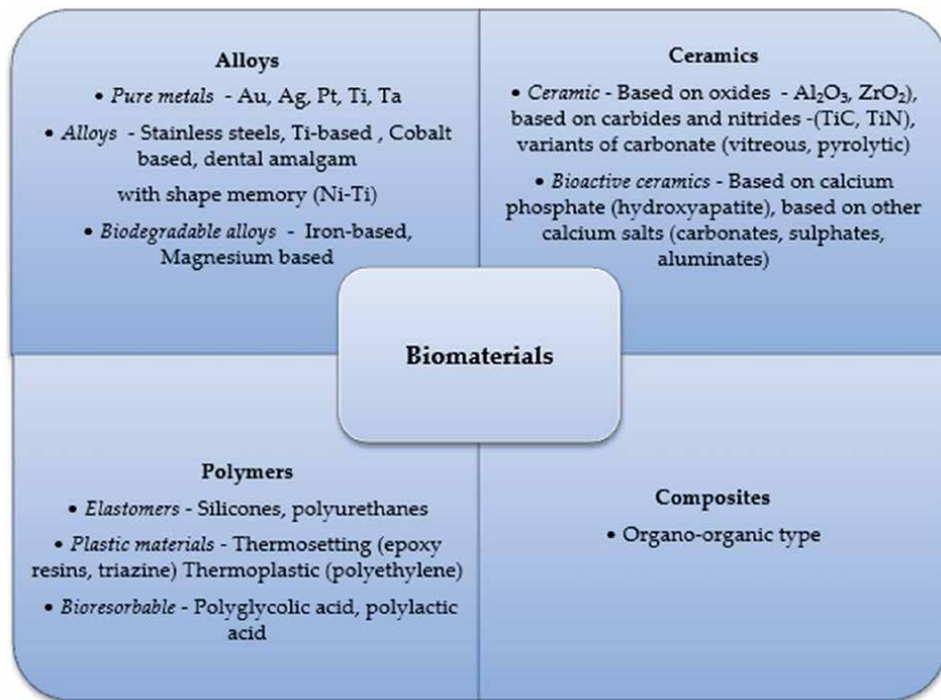 Alloys
• Pure metals - Au, Ag, Pt, Ti, Ta
• Alloys - Stainless steels, Ti-based , Cobalt
based, dental amalgam
with shape memory (Ni-Ti)
• Biodegradable alloys - Iron-based,
Magnesium based
Ceramics
• Ceramic - Based on oxides - Al₂O₃, ZrO₂),
based on carbides and nitrides -(TiC, TiN),
variants of carbonate (vitreous, pyrolytic)
• Bioactive ceramics - Based on calcium
phosphate (hydroxyapatite), based on other
calcium salts (carbonates, sulphates,
aluminates)
Biomaterials
Polymers
• Elastomers - Silicones, polyurethanes
• Plastic materials - Thermosetting (epoxy
resins, triazine) Thermoplastic (polyethylene)
• Bioresorbable - Polyglycolic acid, polylactic
acid
Composites
• Organo-organic type